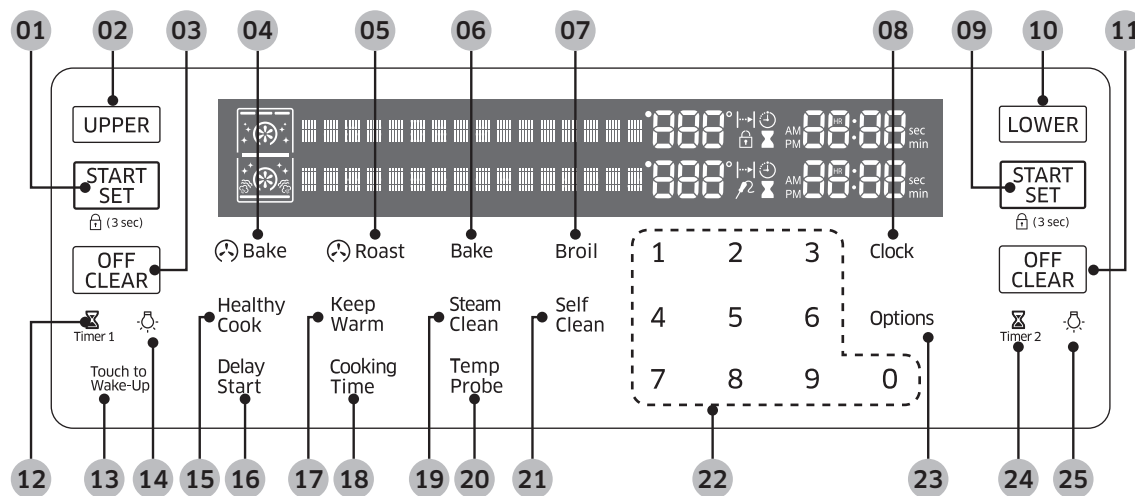 01 02 03 04 05 06 07 08 09 10 11
UPPER
LOWER
AM HR sec
PM min
START
SET
START
SET
AM HR sec
PM min
(3 sec)
(3 sec)
Bake Roast Bake Broil 1 2 3 Clock
OFF
CLEAR
OFF
CLEAR
Healthy
Cook
Keep
Warm
Steam
Clean
Self
Clean
4 5 6 Options
Timer 1
Timer 2
Touch to
Wake-Up
Delay
Start
Cooking
Time
Temp
Probe
7 8 9 0
12 13 14 15 16 17 18 19 20 21 22 23 24 25